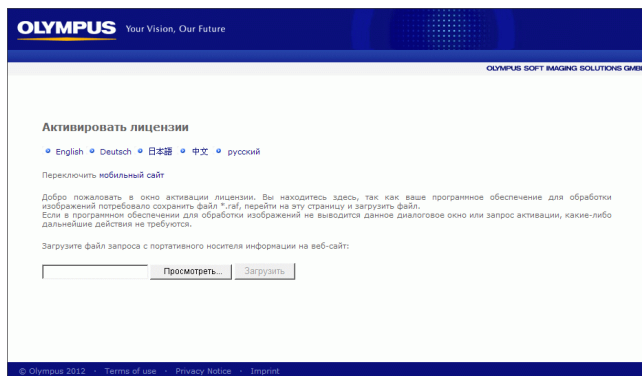 OLYMPUS Your Vision, Our Future
OLYMPUS SOFT IMAGING SOLUTIONS GMB
Активировать лицензии
English Deutsch 日本語 中文 русский
Переключить мобильный сайт
Добро пожаловать в окно активации лицензии. Вы находитесь здесь, так как ваше программное обеспечение для обработки
изображений потребовало сохранить файл *.raf, перейти на эту страницу и загрузить файл.
Если в программном обеспечении для обработки изображений не выводится данное диалоговое окно или запрос активации, какие-либо
дальнейшие действия не требуются.
Загрузите файл запроса с портативного носителя информации на веб-сайт:
Просмотреть... Загрузить
© Olympus 2012 · Terms of use · Privacy Notice · Imprint